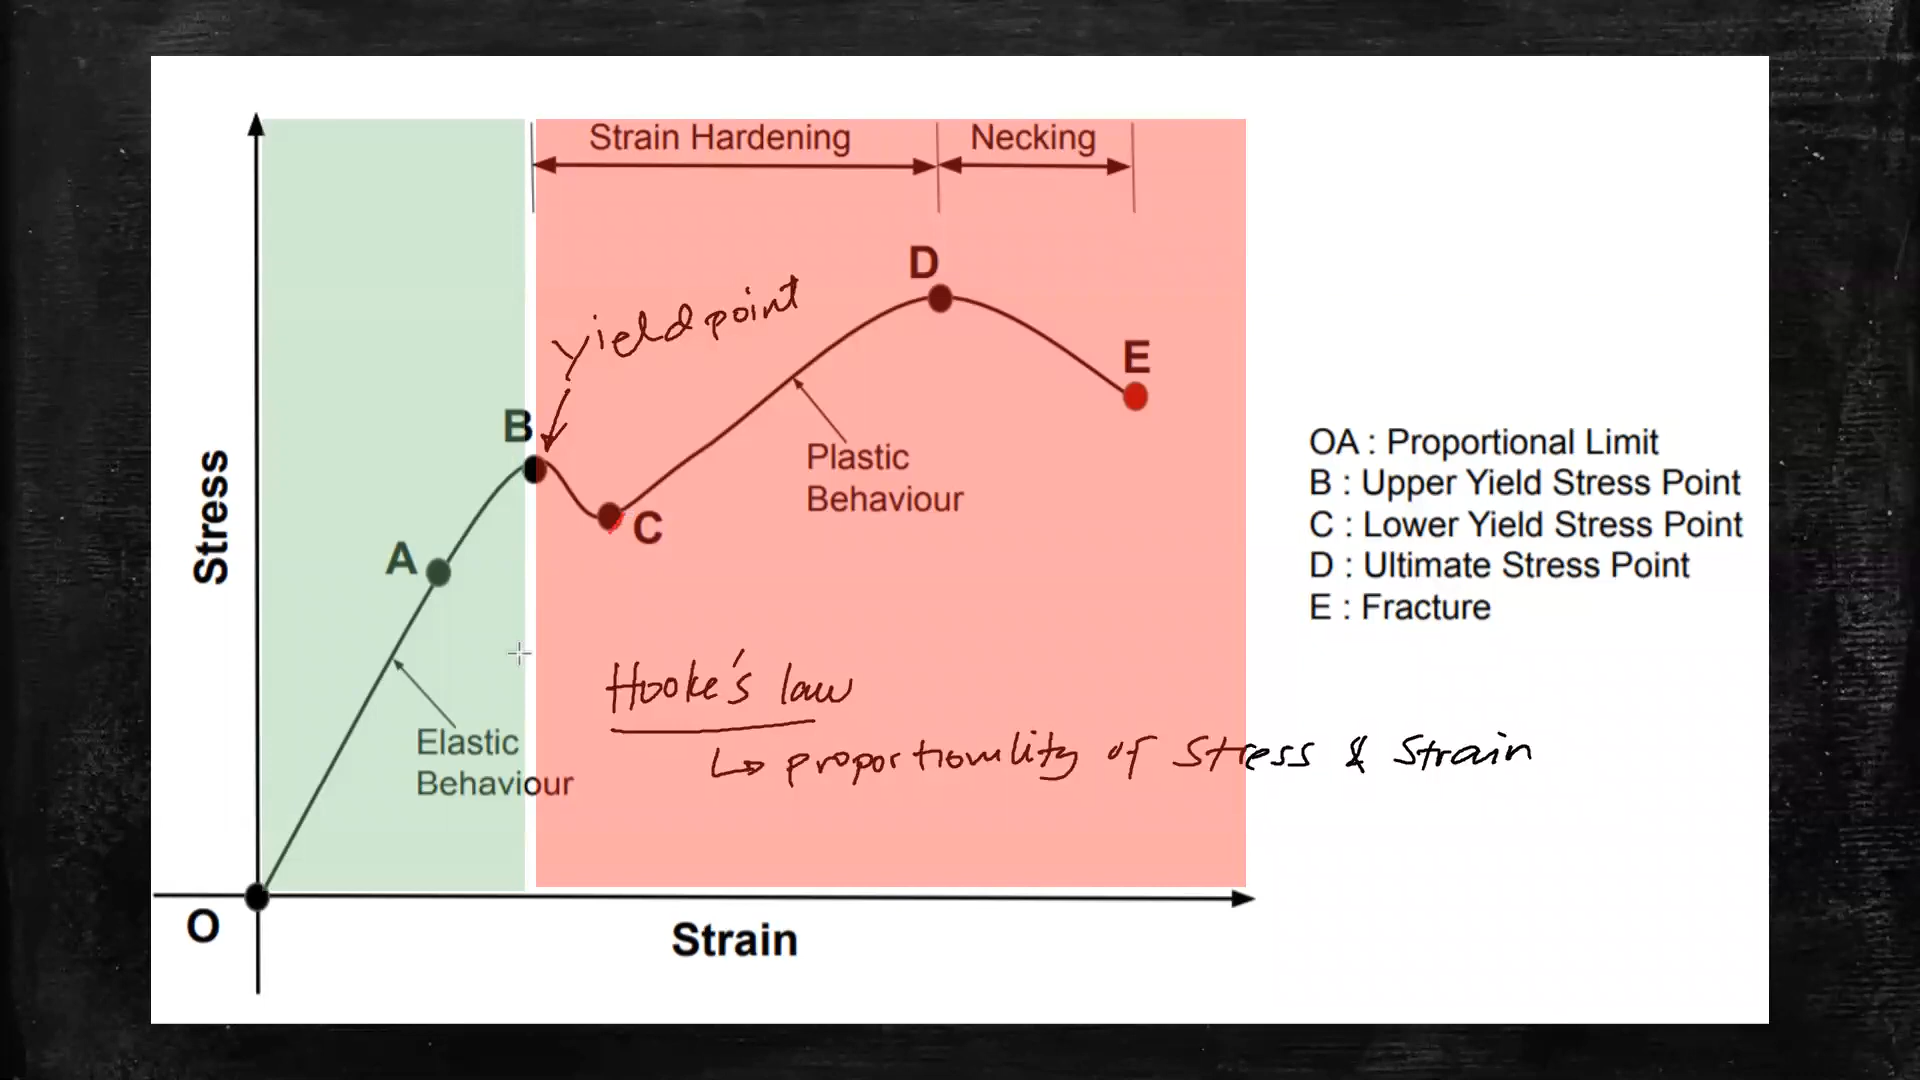 Strain Hardening
Necking
D
yield point
E
B
Plastic
Behaviour
C
A
Stress
OA : Proportional Limit
B : Upper Yield Stress Point
C : Lower Yield Stress Point
D : Ultimate Stress Point
E : Fracture
Hooke's law
↳ proportionality of Stress & Strain
Elastic
Behaviour
O
Strain